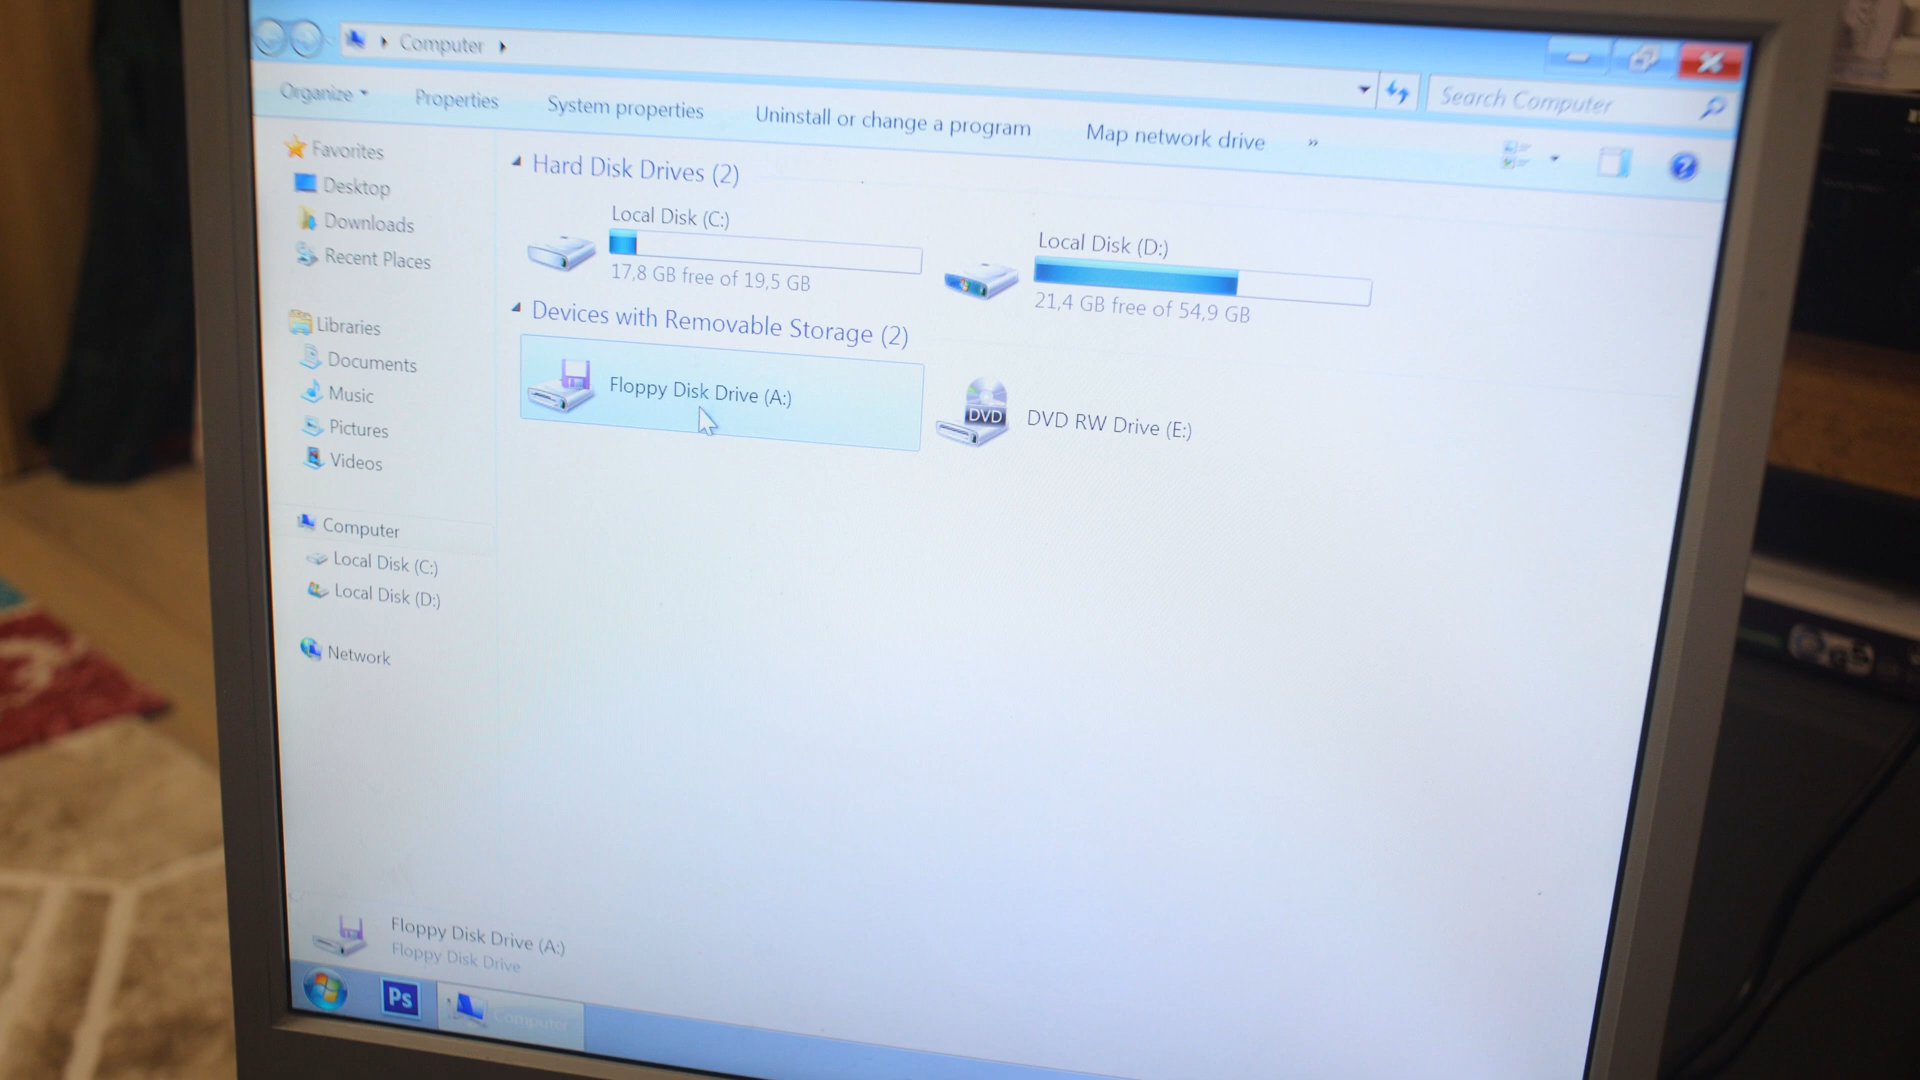 Computer
Search Computer
Organize
Properties
System properties
Uninstall or change a program
Map network drive
»
Favorites
Desktop
Downloads
Recent Places
Libraries
Documents
Music
Pictures
Videos
Computer
Local Disk (C:)
Local Disk (D:)
Network
Hard Disk Drives (2)
Local Disk (C:)
17,8 GB free of 19,5 GB
Local Disk (D:)
21,4 GB free of 54,9 GB
Devices with Removable Storage (2)
Floppy Disk Drive (A:)
DVD
DVD RW Drive (E:)
Floppy Disk Drive (A:)
Floppy Disk Drive
Ps
Computer